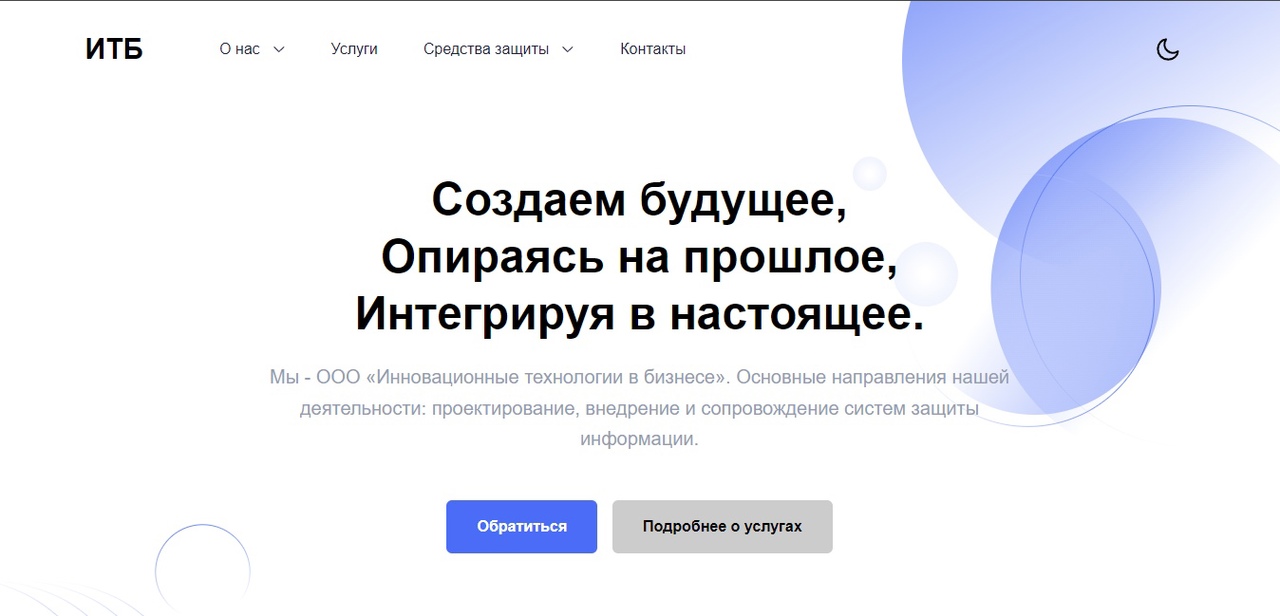 ИТБ
О нас
Услуги
Средства защиты
Контакты
Создаем будущее,
Опираясь на прошлое,
Интегрируя в настоящее.
Мы - ООО «Инновационные технологии в бизнесе». Основные направления нашей
деятельности: проектирование, внедрение и сопровождение систем защиты
информации.
Обратиться
Подробнее о услугах